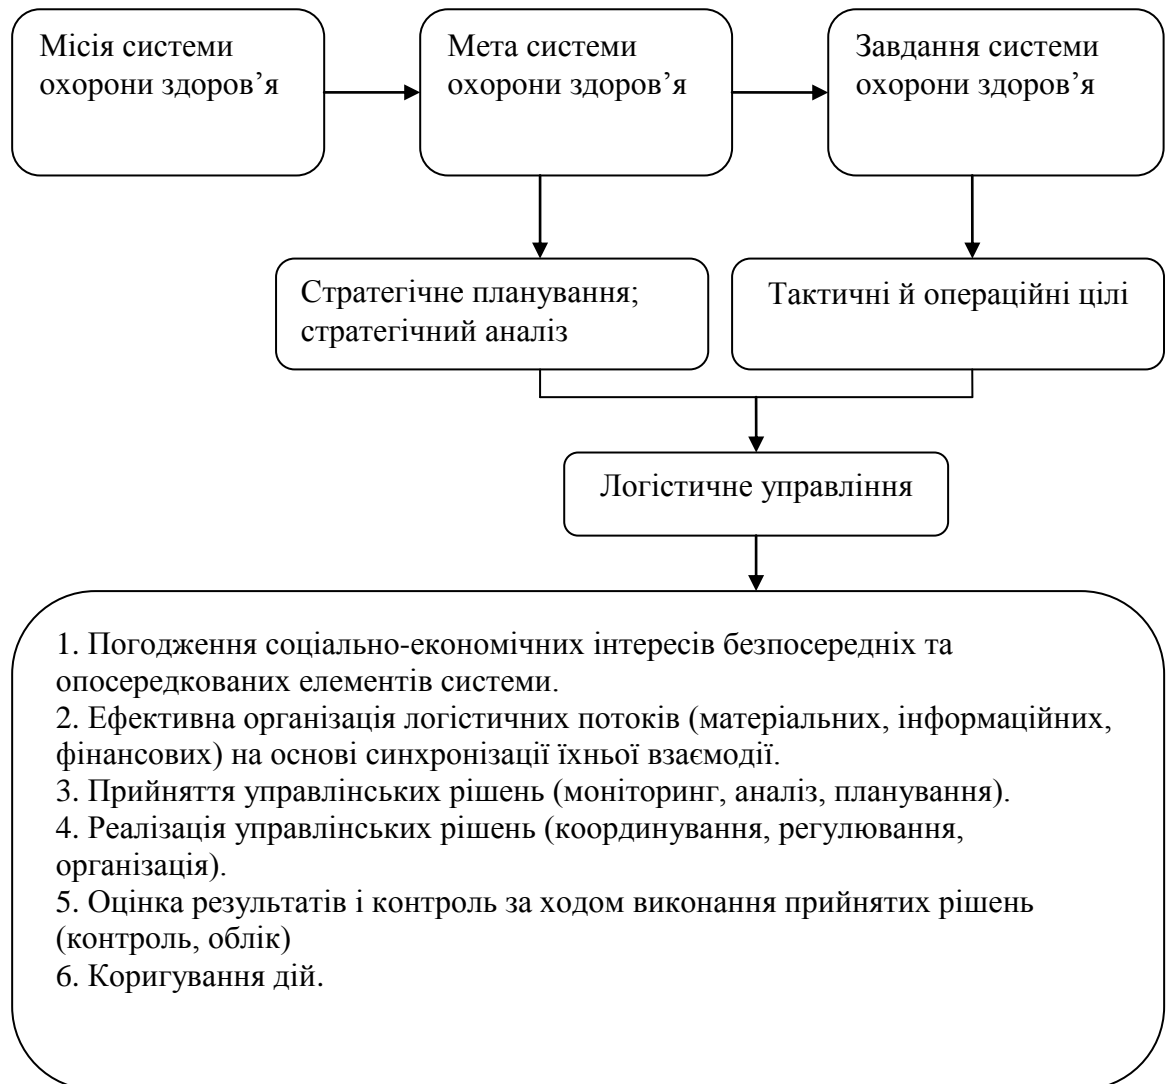 Місія системи
охорони здоров’я
Мета системи
охорони здоров’я
Завдання системи
охорони здоров’я
Стратегічне планування;
стратегічний аналіз
Тактичні й операційні цілі
Логістичне управління
1. Погодження соціально-економічних інтересів безпосередніх та
опосередкованих елементів системи.
2. Ефективна організація логістичних потоків (матеріальних, інформаційних,
фінансових) на основі синхронізації їхньої взаємодії.
3. Прийняття управлінських рішень (моніторинг, аналіз, планування).
4. Реалізація управлінських рішень (координування, регулювання,
організація).
5. Оцінка результатів і контроль за ходом виконання прийнятих рішень
(контроль, облік)
6. Коригування дій.